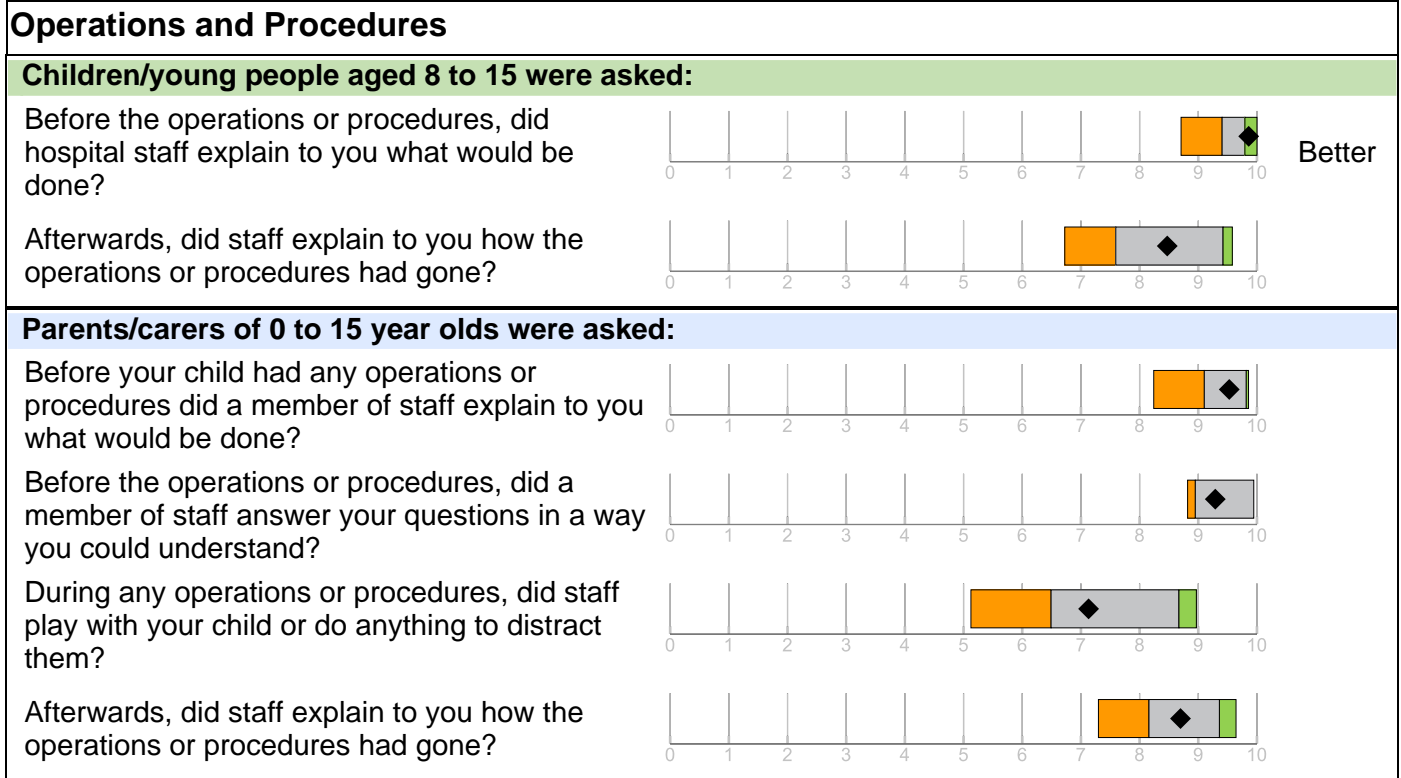 Operations and Procedures
Children/young people aged 8 to 15 were asked:
Before the operations or procedures, did
hospital staff explain to you what would be
done?
0 1 2 3 4 5 6 7 8 9 10
Better
Afterwards, did staff explain to you how the
operations or procedures had gone?
0 1 2 3 4 5 6 7 8 9 10
Parents/carers of 0 to 15 year olds were asked:
Before your child had any operations or
procedures did a member of staff explain to you
what would be done?
0 1 2 3 4 5 6 7 8 9 10
Before the operations or procedures, did a
member of staff answer your questions in a way
you could understand?
0 1 2 3 4 5 6 7 8 9 10
During any operations or procedures, did staff
play with your child or do anything to distract
them?
0 1 2 3 4 5 6 7 8 9 10
Afterwards, did staff explain to you how the
operations or procedures had gone?
0 1 2 3 4 5 6 7 8 9 10